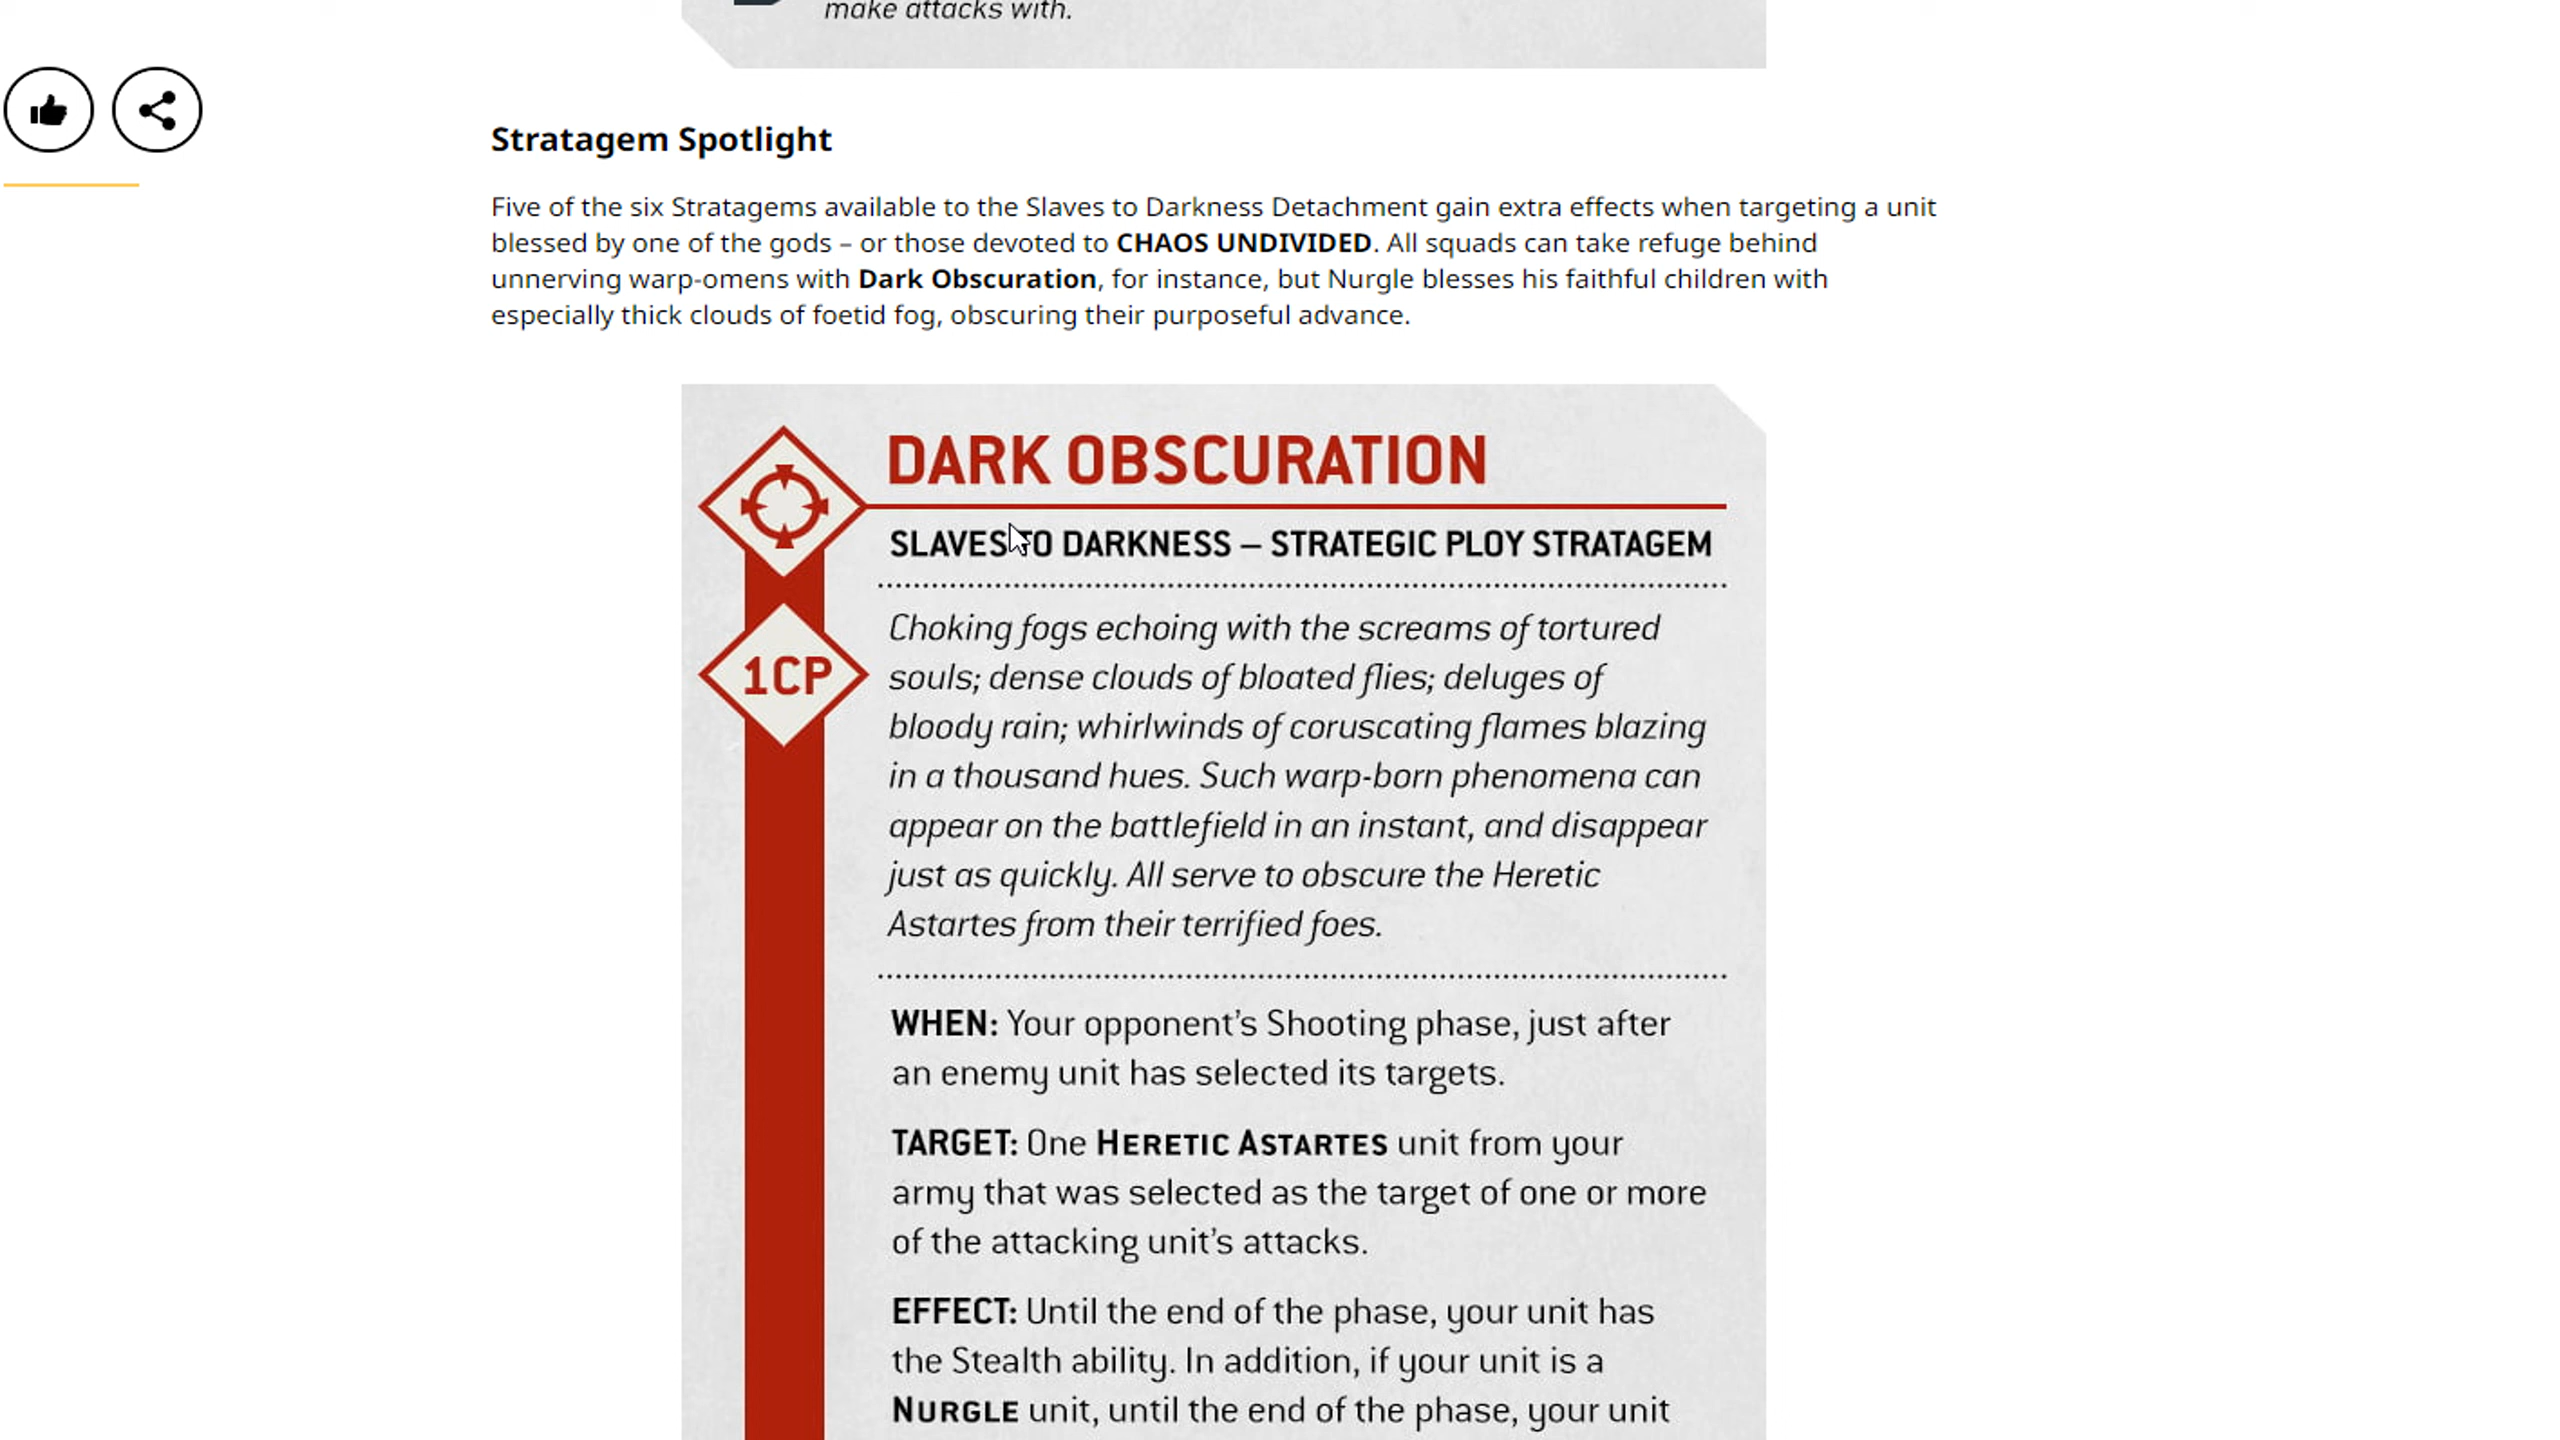 make attacks with.
Stratagem Spotlight
Five of the six Stratagems available to the Slaves to Darkness Detachment gain extra effects when targeting a unit
blessed by one of the gods – or those devoted to CHAOS UNDIVIDED. All squads can take refuge behind
unnerving warp-omens with Dark Obscuration, for instance, but Nurgle blesses his faithful children with
especially thick clouds of foetid fog, obscuring their purposeful advance.
DARK OBSCURATION
SLAVES TO DARKNESS – STRATEGIC PLOY STRATAGEM
1CP
Choking fogs echoing with the screams of tortured
souls; dense clouds of bloated flies; deluges of
bloody rain; whirlwinds of coruscating flames blazing
in a thousand hues. Such warp-born phenomena can
appear on the battlefield in an instant, and disappear
just as quickly. All serve to obscure the Heretic
Astartes from their terrified foes.
WHEN: Your opponent’s Shooting phase, just after
an enemy unit has selected its targets.
TARGET: One HERETIC ASTARTES unit from your
army that was selected as the target of one or more
of the attacking unit’s attacks.
EFFECT: Until the end of the phase, your unit has
the Stealth ability. In addition, if your unit is a
NURGLE unit, until the end of the phase, your unit